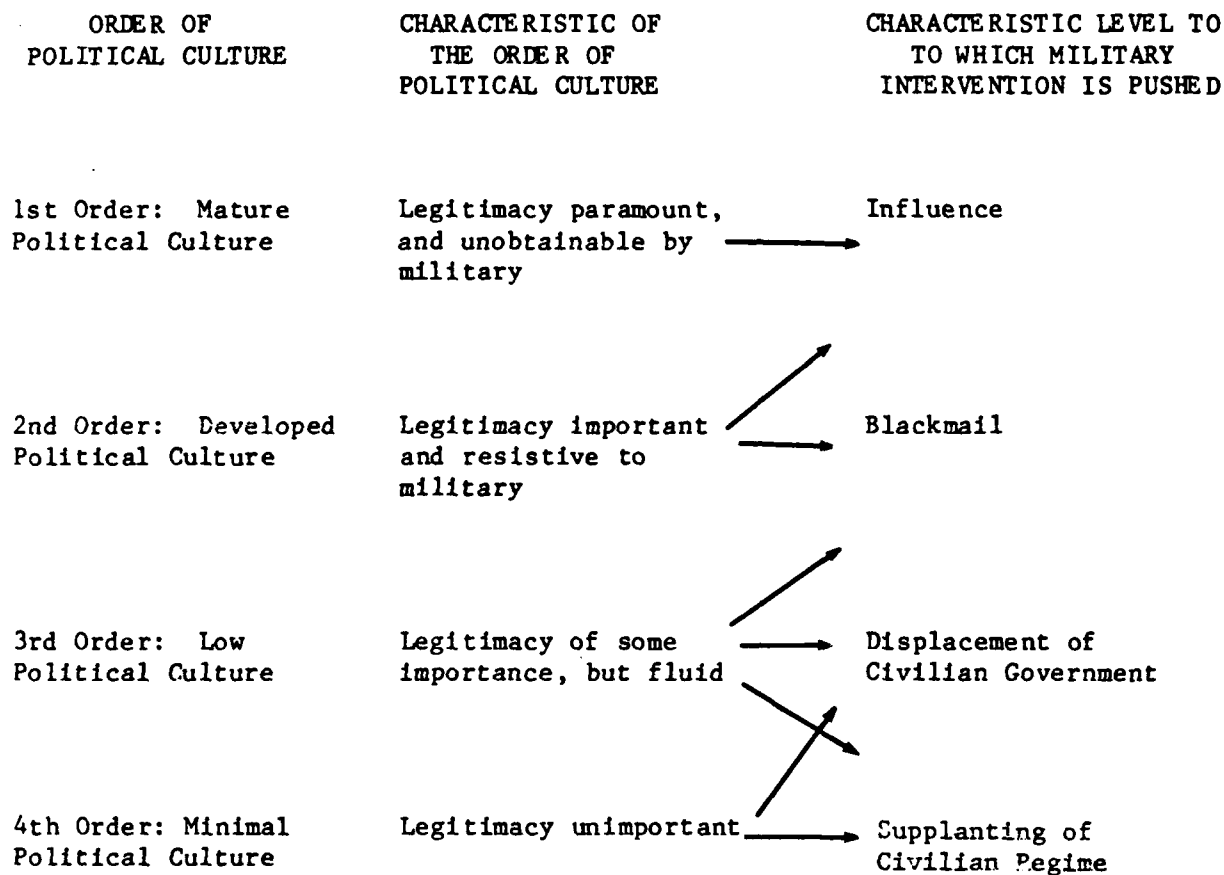 ORDER OF
POLITICAL CULTURE
CHARACTERISTIC OF
THE ORDER OF
POLITICAL CULTURE
CHARACTERISTIC LEVEL TO
TO WHICH MILITARY
INTERVENTION IS PUSHED
1st Order: Mature
Political Culture
Legitimacy paramount,
and unobtainable by
military
Influence
2nd Order: Developed
Political Culture
Legitimacy important
and resistive to
military
Blackmail
3rd Order: Low
Political Culture
Legitimacy of some
importance, but fluid
Displacement of
Civilian Government
4th Order: Minimal
Political Culture
Legitimacy unimportant
Supplanting of
Civilian Regime